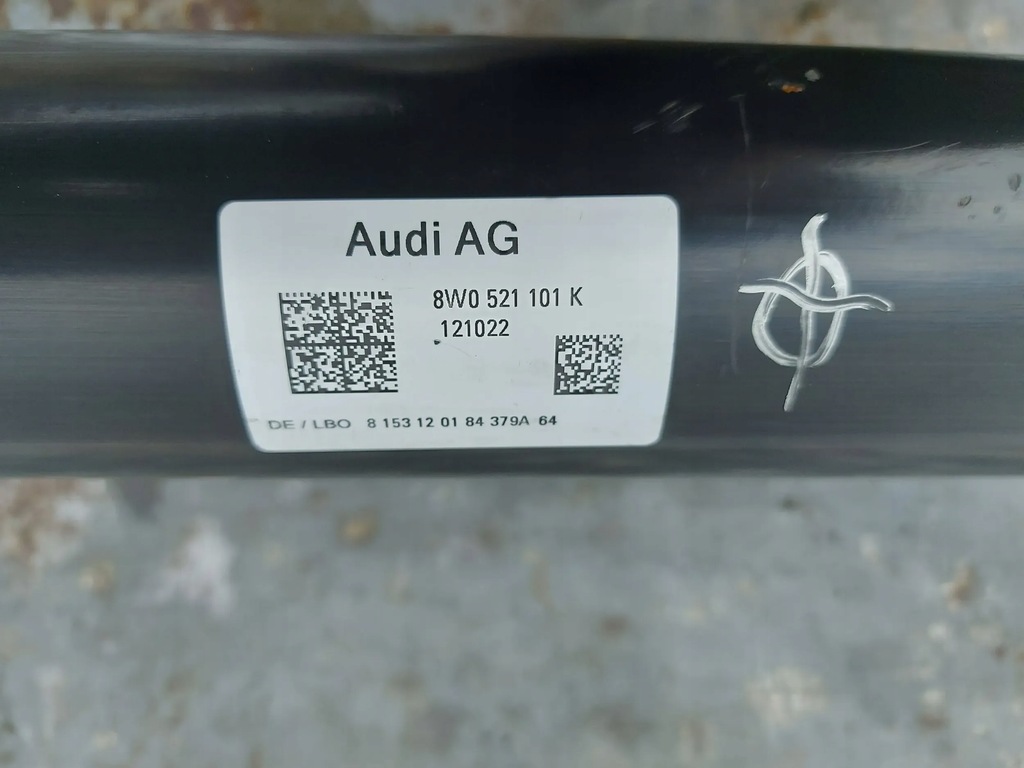 Audi AG
8W0 521 101 K
121022
DE / LBO 8 153 12 01 84 379A 64